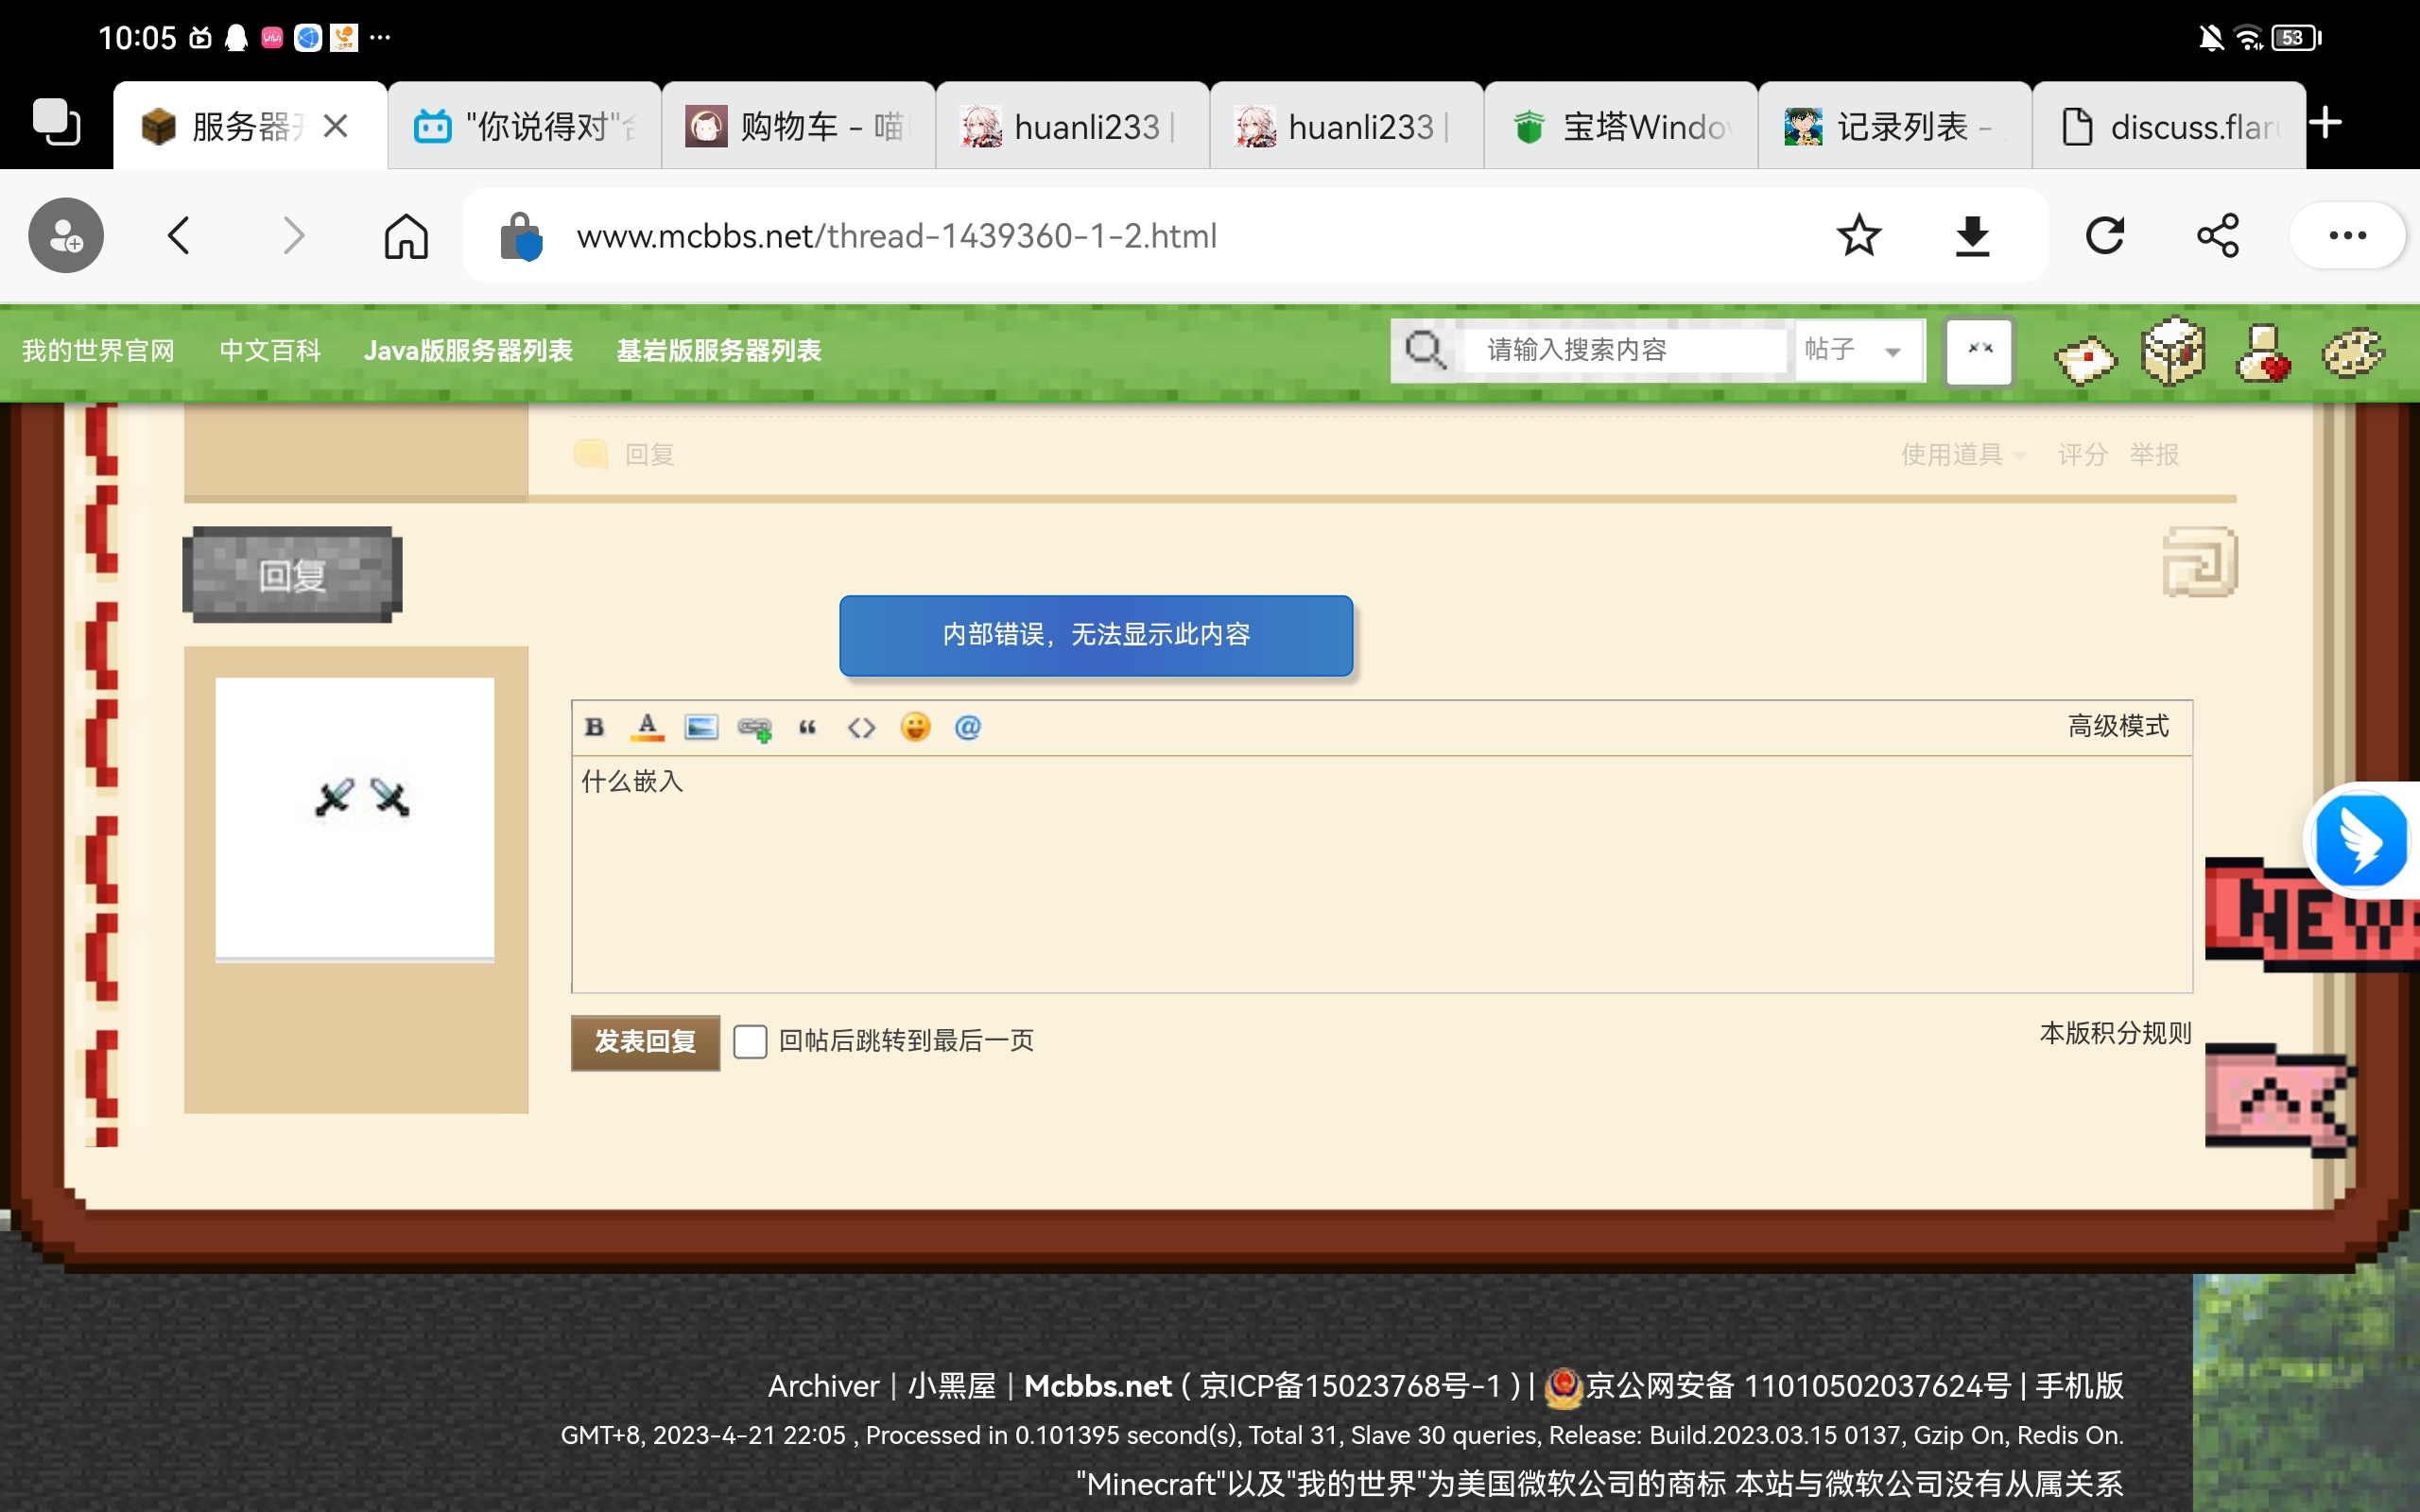 10:05
53
服务器开
"你说得对"
购物车 - 喵
huanli233 |
huanli233 |
宝塔Window
记录列表 -
discuss.flaru
www.mcbbs.net/thread-1439360-1-2.html
我的世界官网 中文百科 Java版服务器列表 基岩版服务器列表
请输入搜索内容 帖子
回复 使用道具 评分 举报
回复
内部错误，无法显示此内容
B A “ <> @ 高级模式
什么嵌入
NEW
发表回复 回帖后跳转到最后一页 本版积分规则
Archiver | 小黑屋 | Mcbbs.net ( 京ICP备15023768号-1 ) | 京公网安备 11010502037624号 | 手机版
GMT+8, 2023-4-21 22:05 , Processed in 0.101395 second(s), Total 31, Slave 30 queries, Release: Build.2023.03.15 0137, Gzip On, Redis On.
"Minecraft"以及"我的世界"为美国微软公司的商标 本站与微软公司没有从属关系